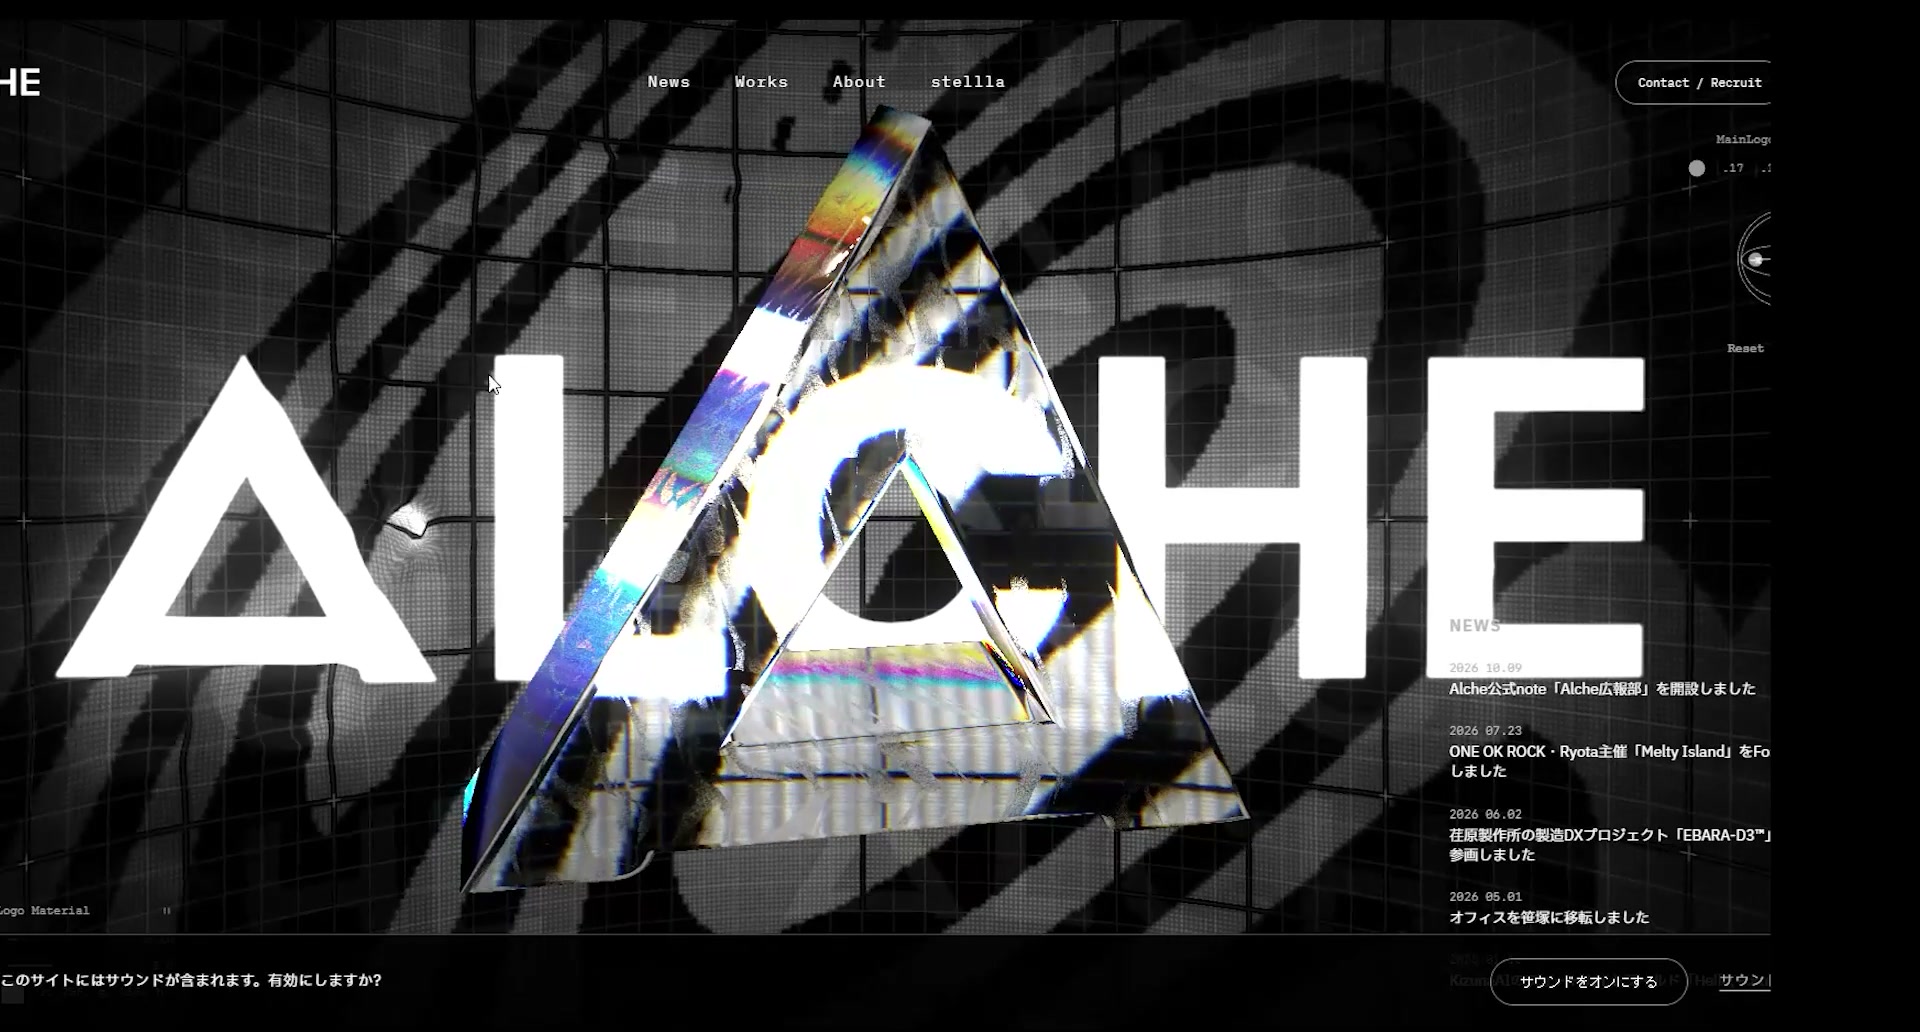 HE
News
Works
About
stellla
Contact / Recruit
.17
Reset
ALCHE
NEWS
2026 10.09
Alche公式note「Alche広報部」を開設しました
2026 07.23
ONE OK ROCK・Ryota主催「Melty Island」をFo
しました
2026 06.02
荏原製作所の製造DXプロジェクト「EBARA-D3™」
参画しました
2026 05.01
オフィスを笹塚に移転しました
Logo Material
このサイトにはサウンドが含まれます。有効にしますか?
サウンドをオンにする
サウン